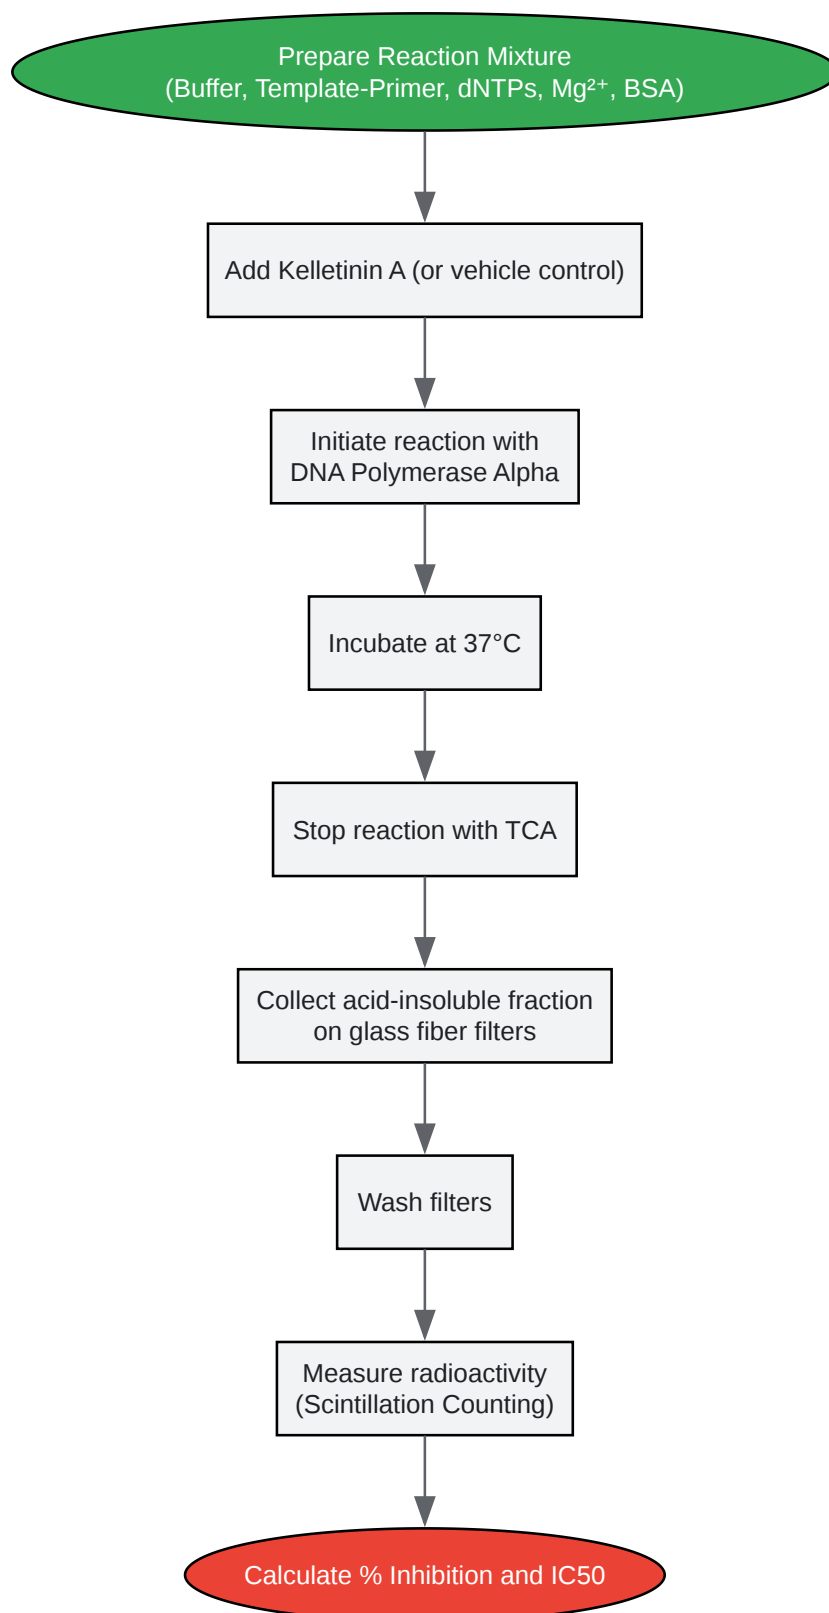 Prepare Reaction Mixture
(Buffer, Template-Primer, dNTPs, Mg²⁺, BSA)
Add Kelletinin A (or vehicle control)
Initiate reaction with
DNA Polymerase Alpha
Incubate at 37°C
Stop reaction with TCA
Collect acid-insoluble fraction
on glass fiber filters
Wash filters
Measure radioactivity
(Scintillation Counting)
Calculate % Inhibition and IC50